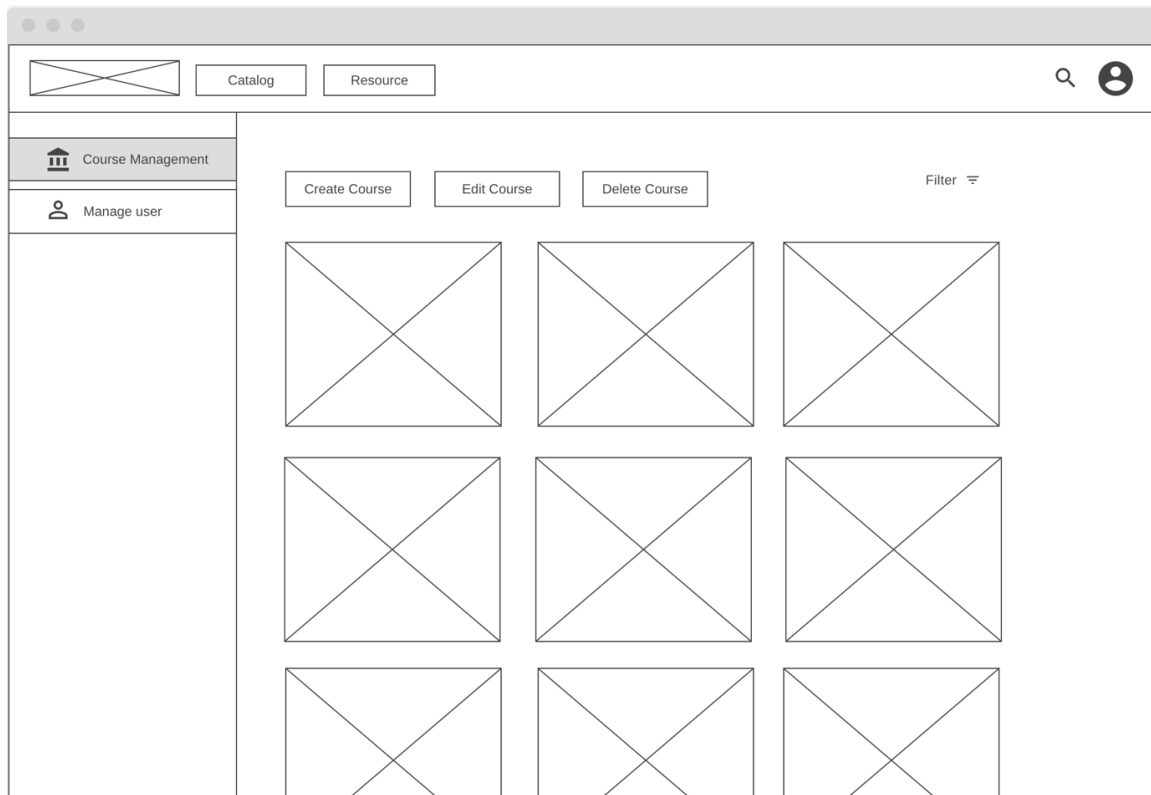 Catalog
Resource
Course Management
Manage user
Create Course
Edit Course
Delete Course
Filter